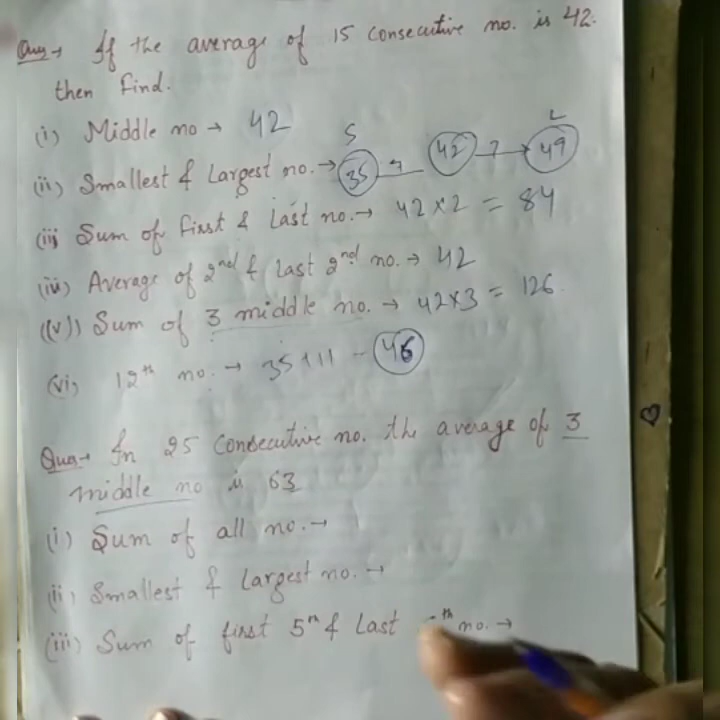 Ques→ If the average of 15 consecutive no. is 42.
then find.
(i) Middle no → 42
S L
(ii) Smallest & Largest no. → 35 7 42 7 → 49
(iii) Sum of first & Last no. → 42×2 = 84
(iv) Average of 2nd & last 2nd no. → 42
(v) Sum of 3 middle no. → 42×3 = 126
(vi) 12th no. → 35+11 - 46
Ques→ In 25 Consecutive no. the average of 3
middle no is 63
(i) Sum of all no. →
(ii) Smallest & Largest no. →
(iii) Sum of first 5th & Last th no. →